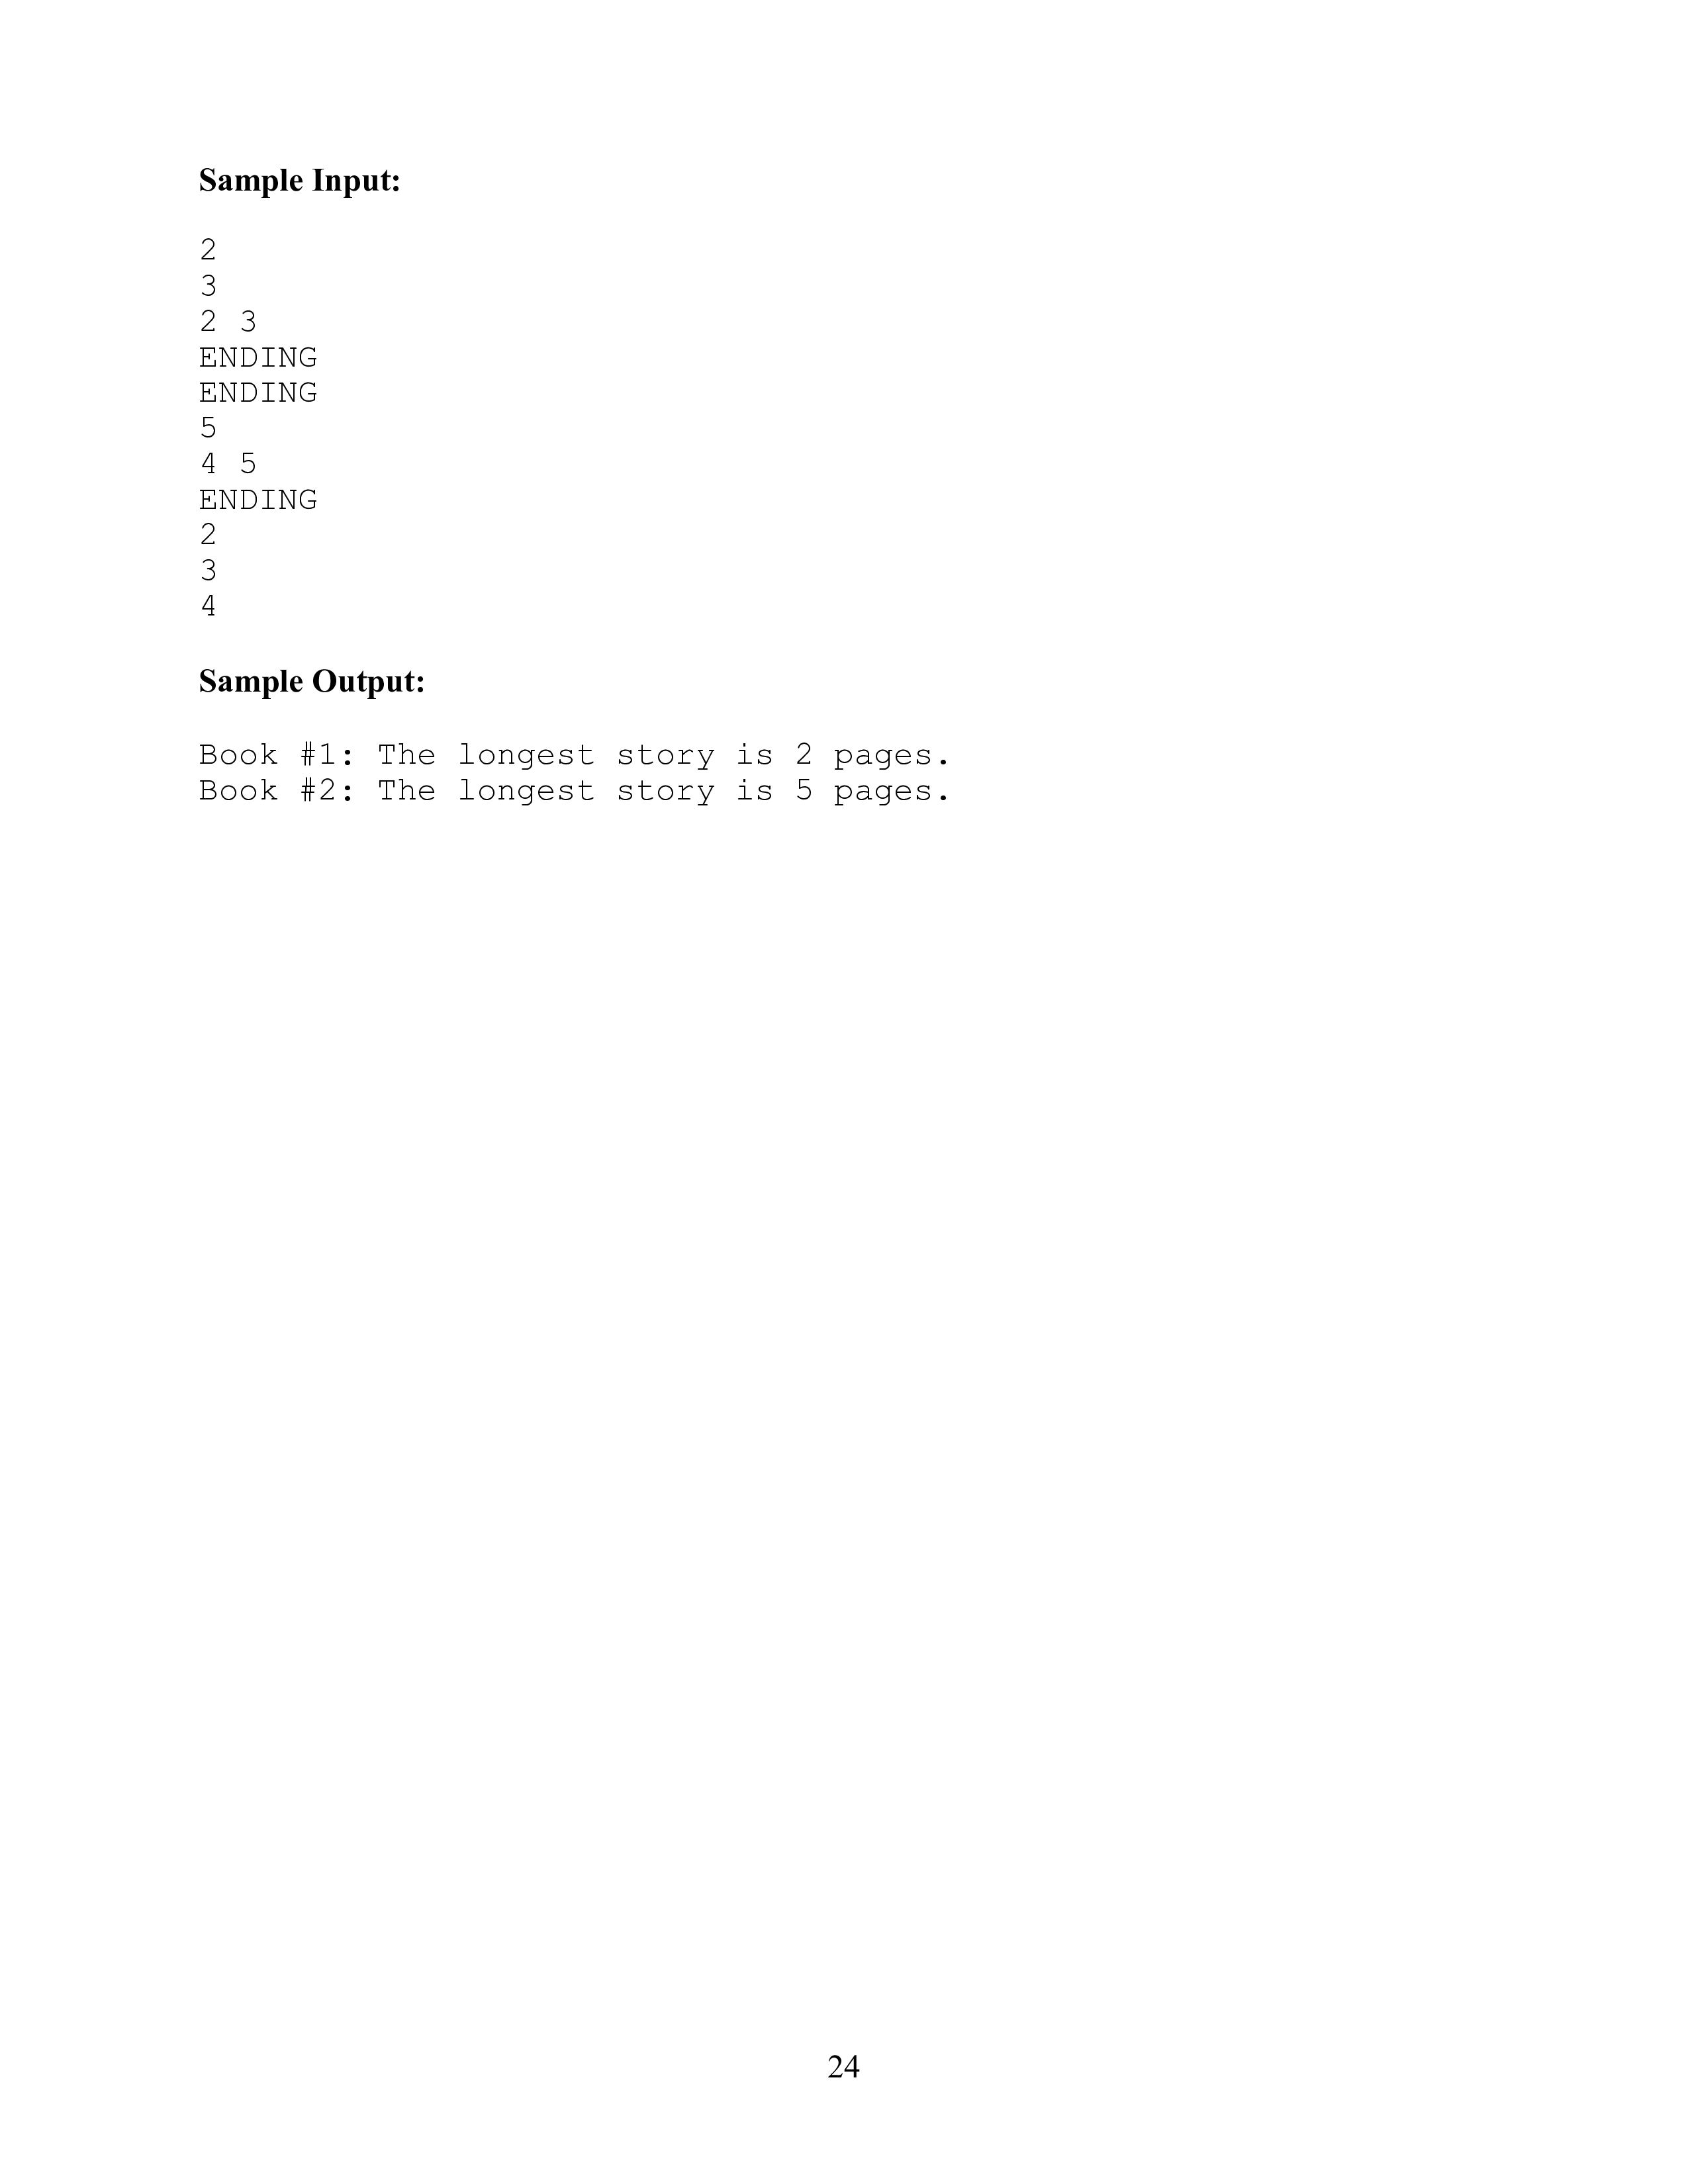 Sample Input:
2
3
2 3
ENDING
ENDING
5
4 5
ENDING
2
3
4
Sample Output:
Book #1: The longest story is 2 pages.
Book #2: The longest story is 5 pages.
24